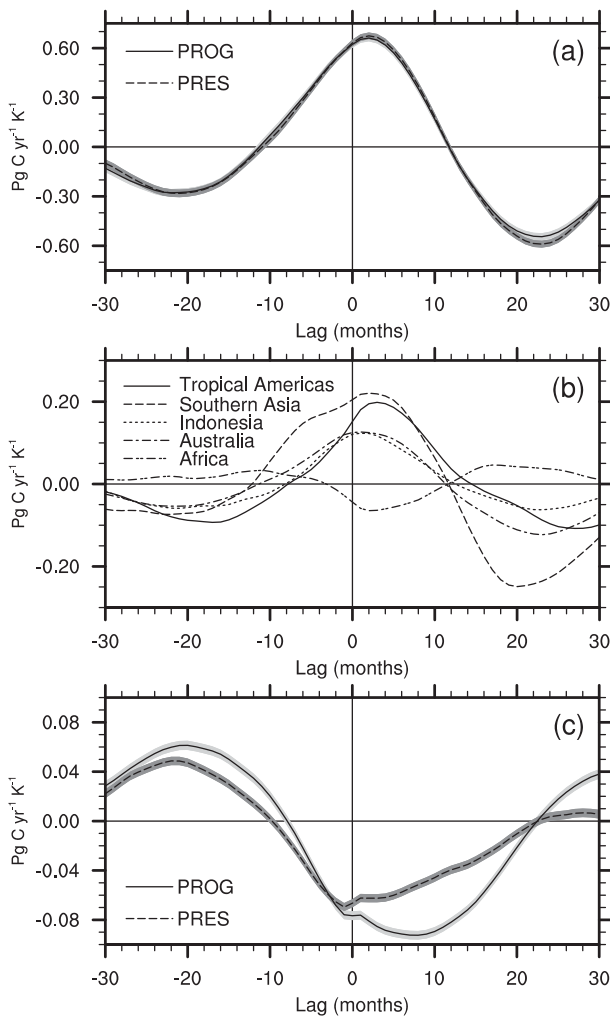 (a)
PROG
PRES
Pg C yr⁻¹ K⁻¹
0.60
0.30
0.00
-0.30
-0.60
-30 -20 -10 0 10 20 30
Lag (months)
(b)
Tropical Americas
Southern Asia
Indonesia
Australia
Africa
Pg C yr⁻¹ K⁻¹
0.20
0.00
-0.20
-30 -20 -10 0 10 20 30
Lag (months)
(c)
Pg C yr⁻¹ K⁻¹
0.08
0.04
0.00
-0.04
-0.08
PROG
PRES
-30 -20 -10 0 10 20 30
Lag (months)